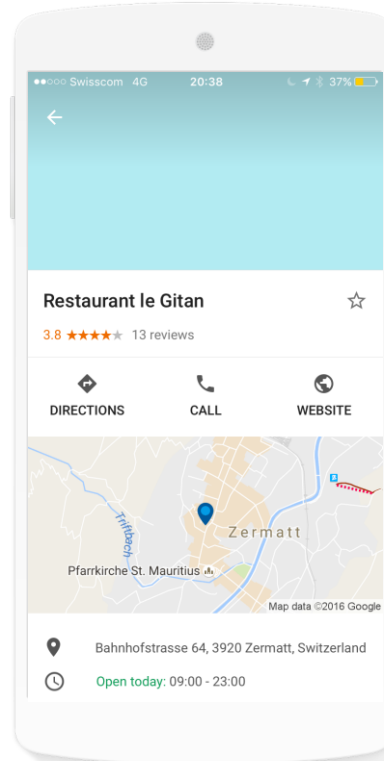 Swisscom 4G 20:38 37%
Restaurant le Gitan
3.8 ★★★★★ 13 reviews
DIRECTIONS CALL WEBSITE
Triftbach
Zermatt
Pfarrkirche St. Mauritius
Map data ©2016 Google
Bahnhofstrasse 64, 3920 Zermatt, Switzerland
Open today: 09:00 - 23:00